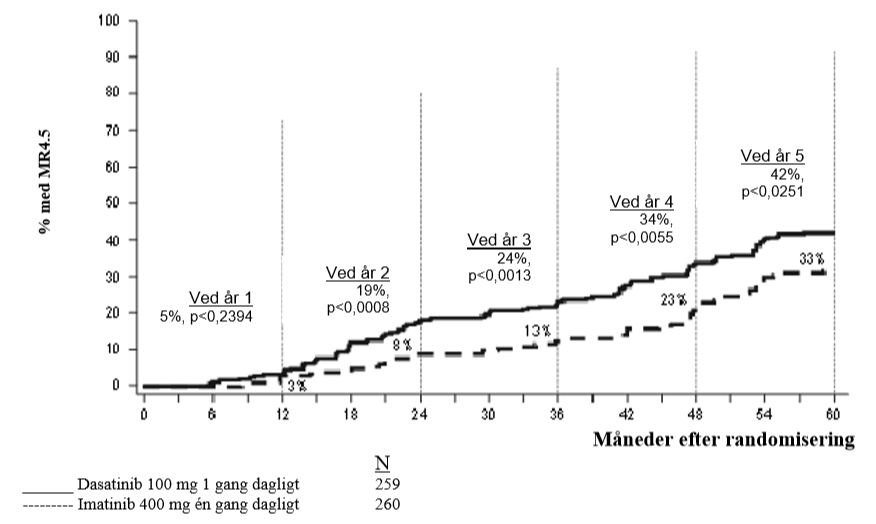 100
90
80
70
60
50
40
30
20
10
0
% med MR4.5
Ved år 1
5%, p<0,2394
Ved år 2
19%,
p<0,0008
Ved år 3
24%,
p<0,0013
Ved år 4
34%,
p<0,0055
Ved år 5
42%,
p<0,0251
3%
8%
13%
23%
33%
0 6 12 18 24 30 36 42 48 54 60
Måneder efter randomisering
N
Dasatinib 100 mg 1 gang dagligt 259
Imatinib 400 mg én gang dagligt 260